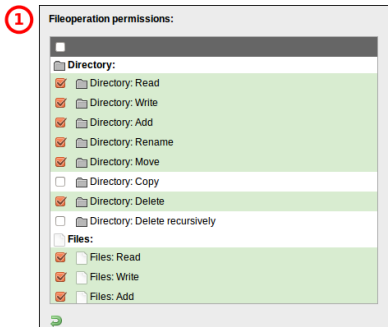 1
Fileoperation permissions:
Directory:
Directory: Read
Directory: Write
Directory: Add
Directory: Rename
Directory: Move
Directory: Copy
Directory: Delete
Directory: Delete recursively
Files:
Files: Read
Files: Write
Files: Add